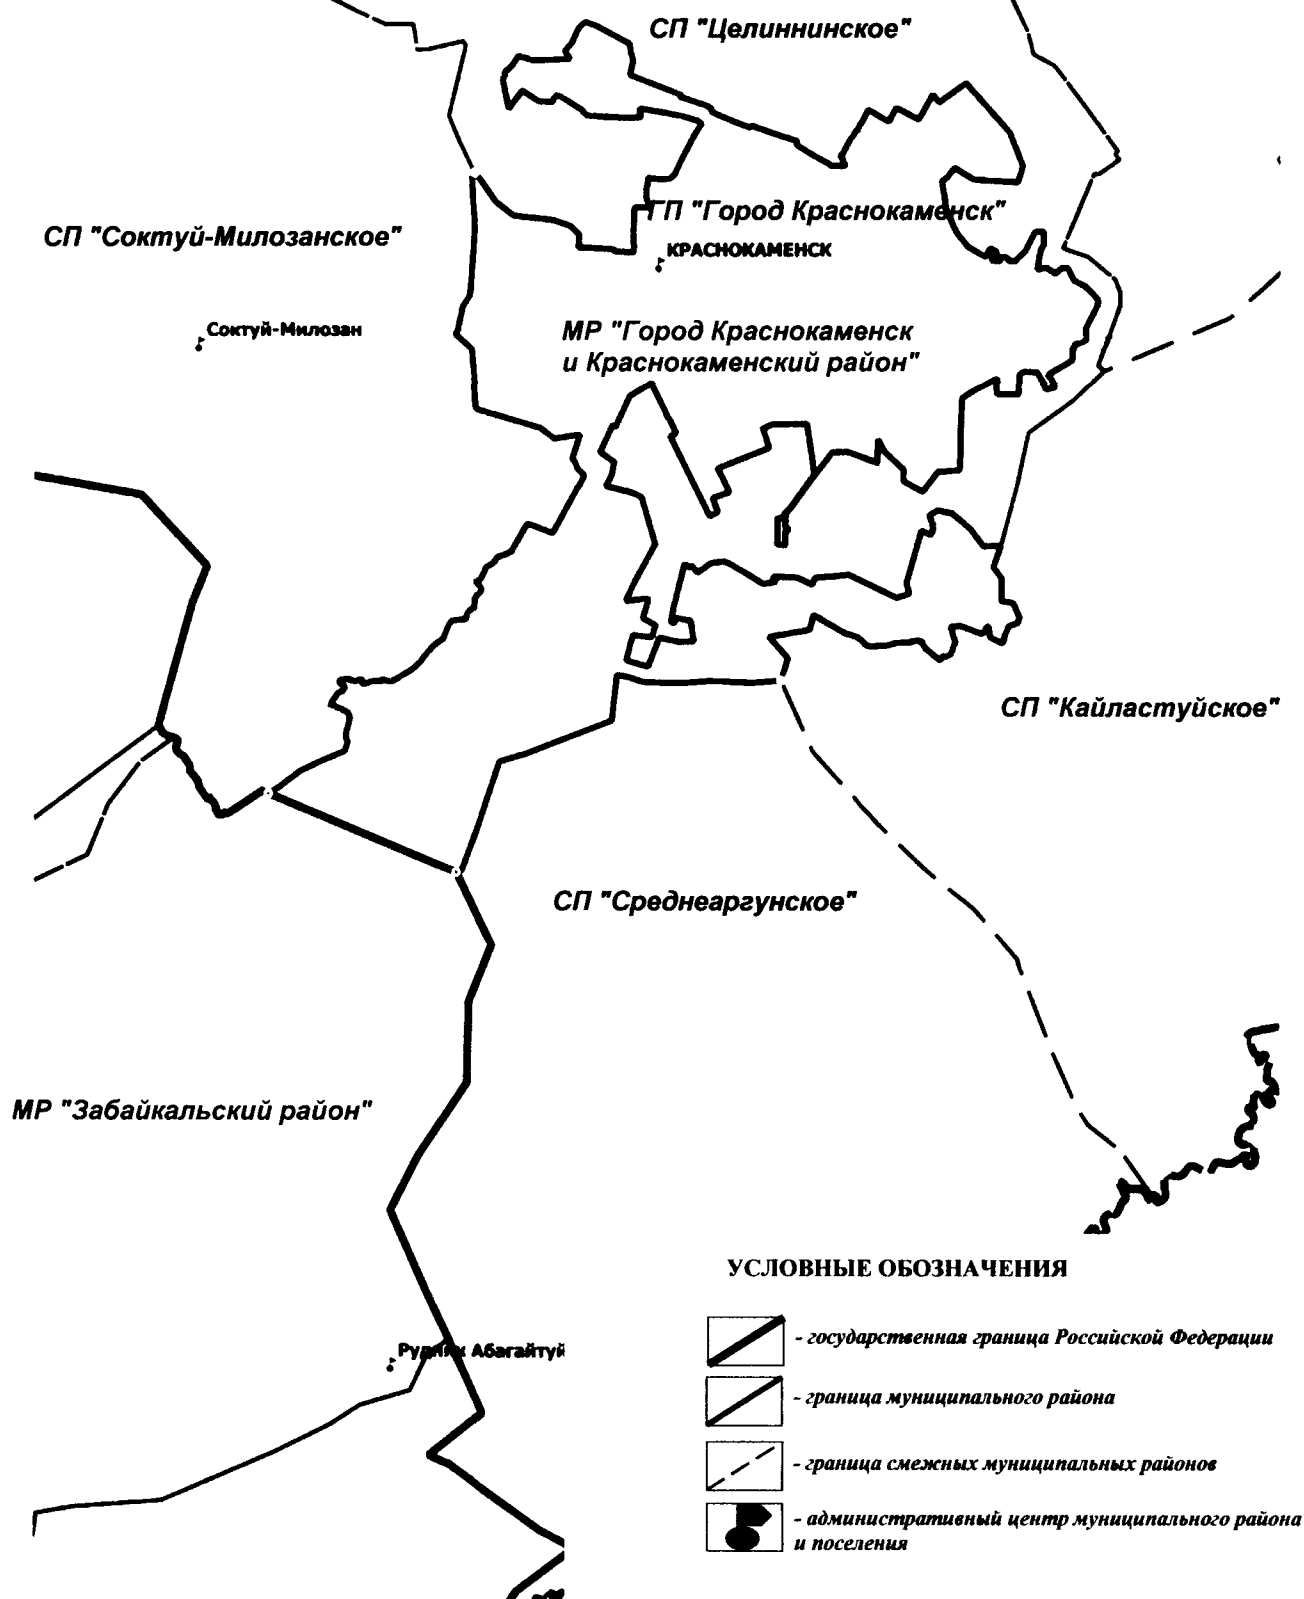 СП "Целиннинское"
ГП "Город Краснокаменск"
СП "Соктуй-Милозанское"
КРАСНОКАМЕНСК
Соктуй-Милозан
МР "Город Краснокаменск
и Краснокаменский район"
СП "Кайластуйское"
СП "Среднеаргунское"
МР "Забайкальский район"
УСЛОВНЫЕ ОБОЗНАЧЕНИЯ
- государственная граница Российской Федерации
Рудник Абагайтуй
- граница муниципального района
- граница смежных муниципальных районов
- административный центр муниципального района
и поселения